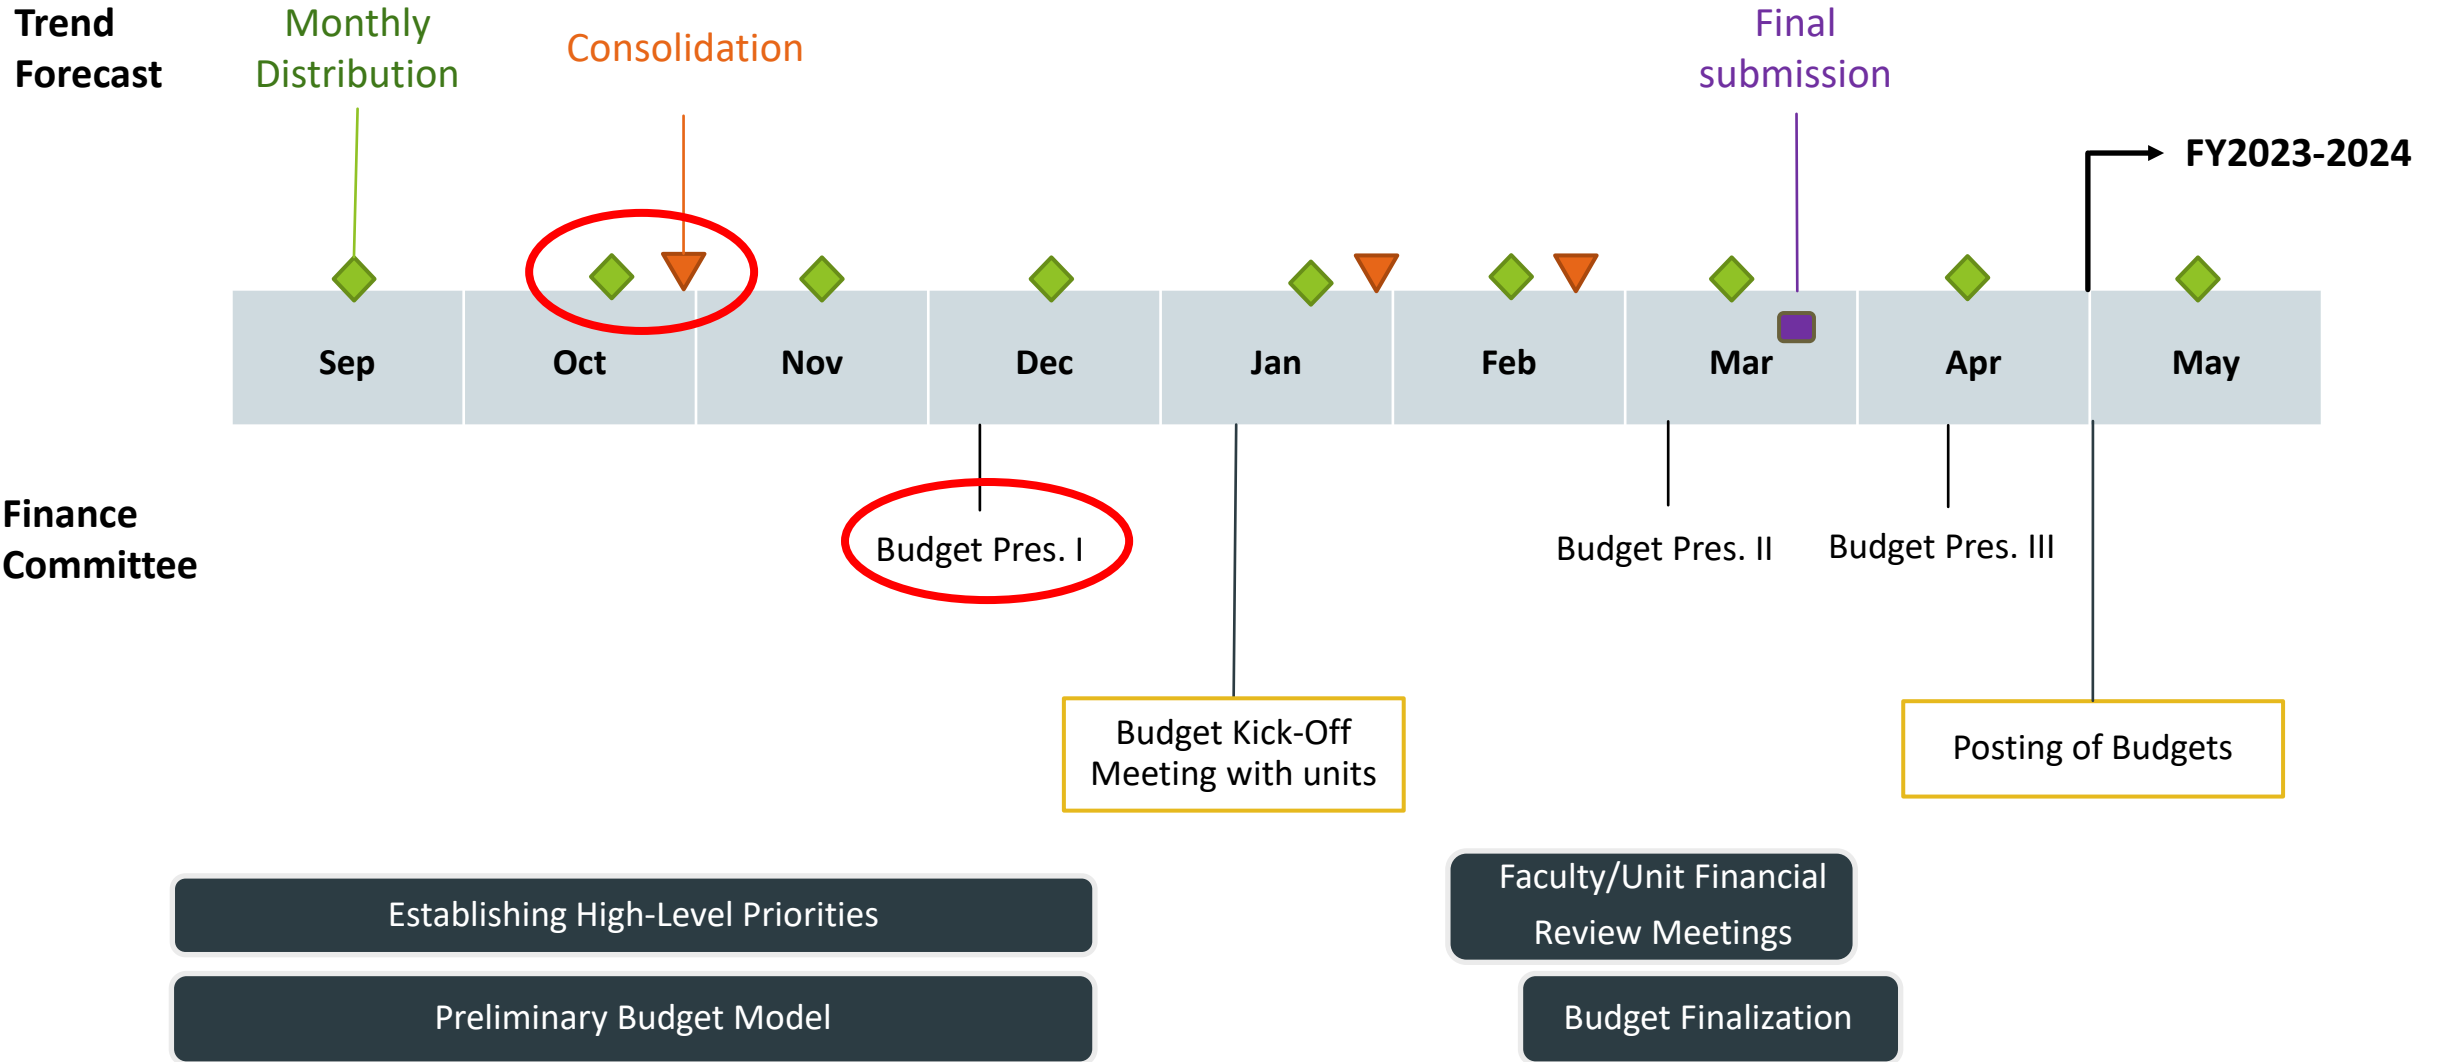 Trend
Forecast
Monthly
Distribution
Consolidation
Final
submission
FY2023-2024
Sep
Oct
Nov
Dec
Jan
Feb
Mar
Apr
May
Finance
Committee
Budget Pres. I
Budget Pres. II
Budget Pres. III
Budget Kick-Off
Meeting with units
Posting of Budgets
Establishing High-Level Priorities
Faculty/Unit Financial
Review Meetings
Preliminary Budget Model
Budget Finalization